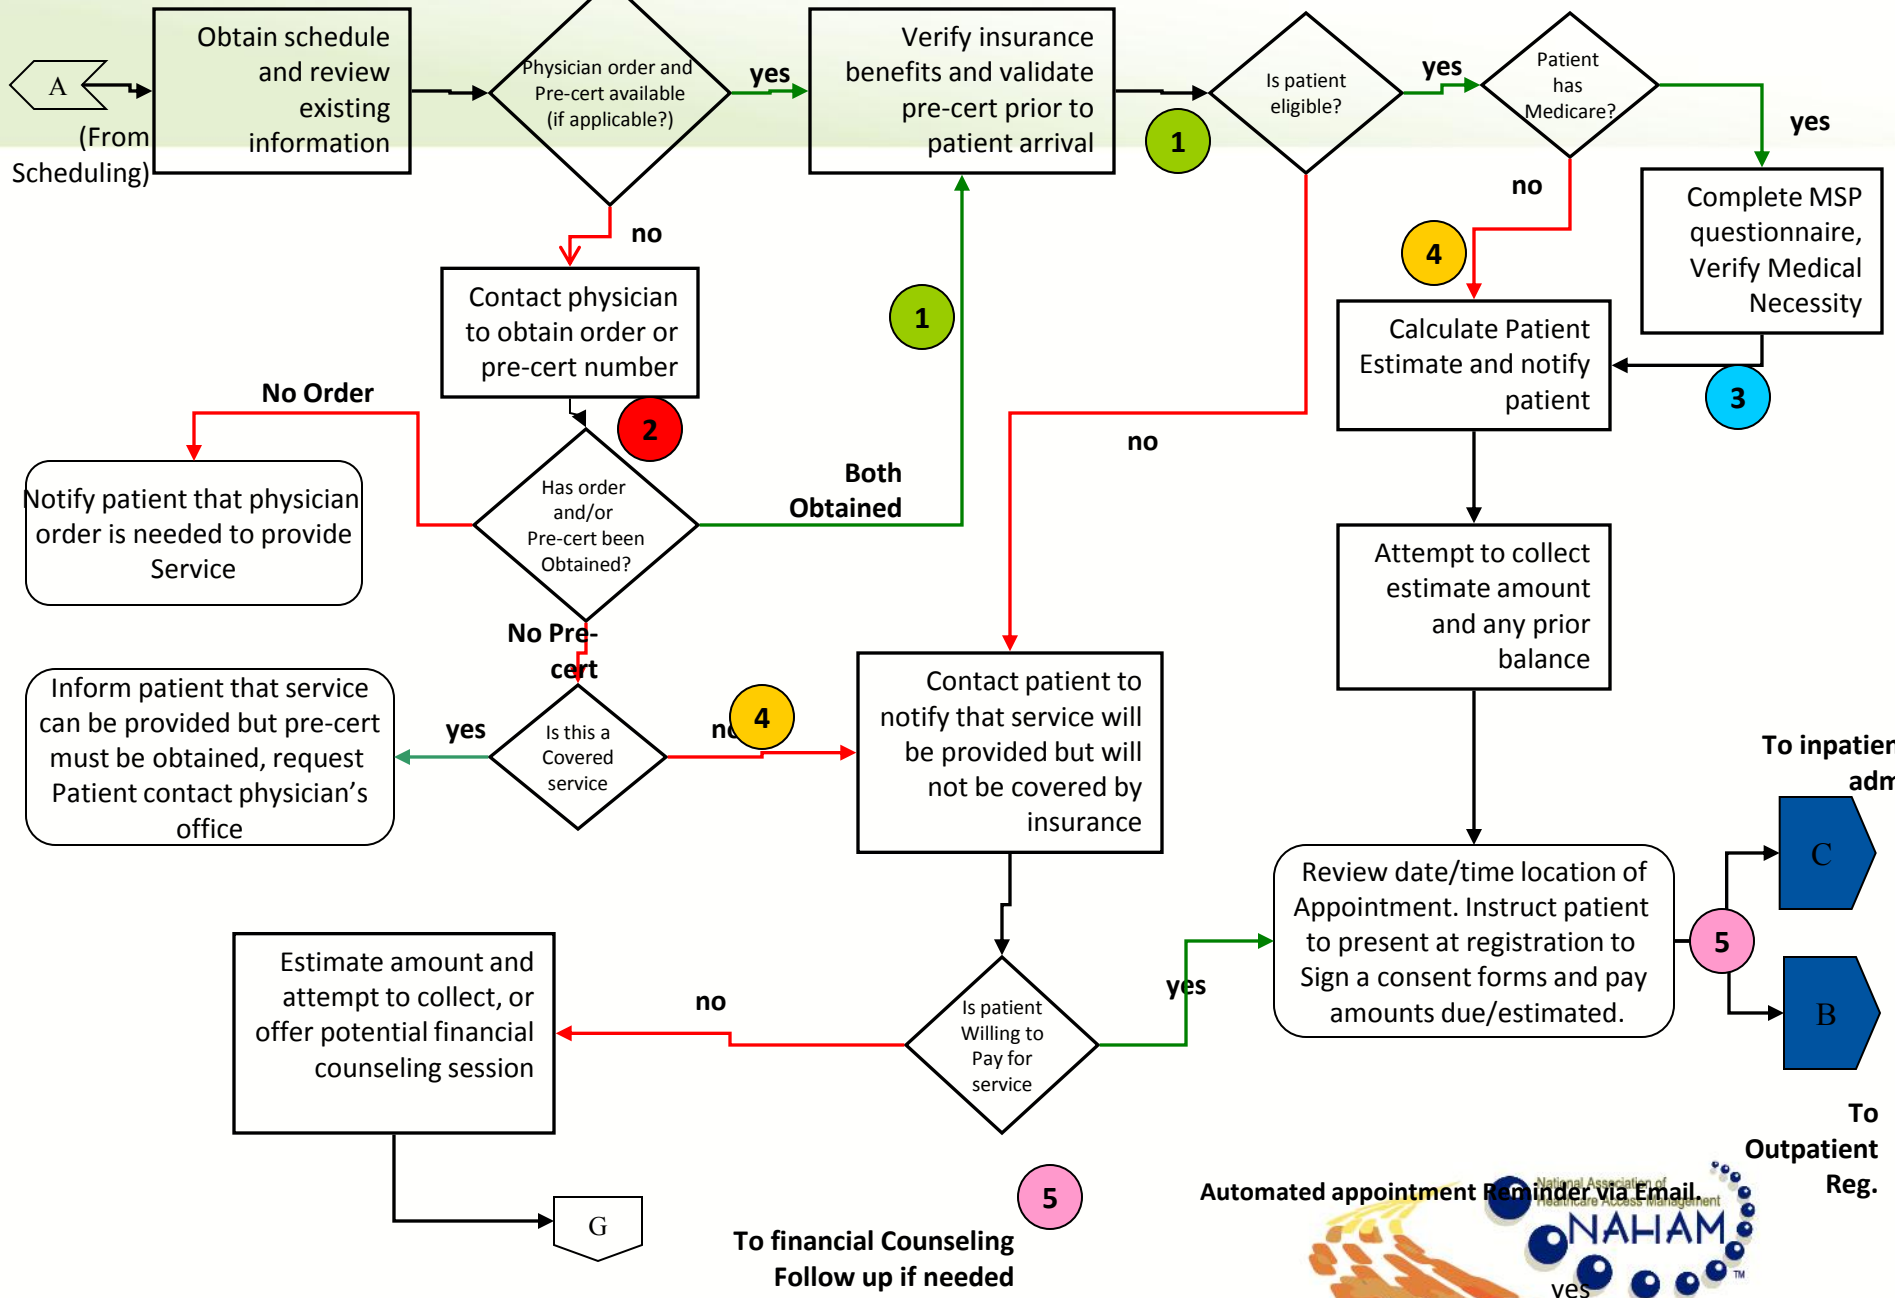 A
(From
Scheduling)
Obtain schedule
and review
existing
information
Physician order and
Pre-cert available
(if applicable?)
yes
Verify insurance
benefits and validate
pre-cert prior to
patient arrival
1
Is patient
eligible?
yes
Patient
has
Medicare?
yes
no
no
Contact physician
to obtain order or
pre-cert number
2
1
4
Complete MSP
questionnaire,
Verify Medical
Necessity
Calculate Patient
Estimate and notify
patient
3
No Order
Notify patient that physician
order is needed to provide
Service
Has order
and/or
Pre-cert been
Obtained?
Both
Obtained
no
Attempt to collect
estimate amount
and any prior
balance
No Pre-
cert
Inform patient that service
can be provided but pre-cert
must be obtained, request
Patient contact physician's
office
yes
Is this a
Covered
service
no
4
Contact patient to
notify that service will
be provided but will
not be covered by
insurance
To inpatien
adm
C
Review date/time location of
Appointment. Instruct patient
to present at registration to
Sign a consent forms and pay
amounts due/estimated.
5
B
Estimate amount and
attempt to collect, or
offer potential financial
counseling session
no
Is patient
Willing to
Pay for
service
yes
To
Outpatient
Reg.
G
5
To financial Counseling
Follow up if needed
Automated appointment Reminder via Email.
National Association of
Healthcare Access Management
NAHAM
TM
yes